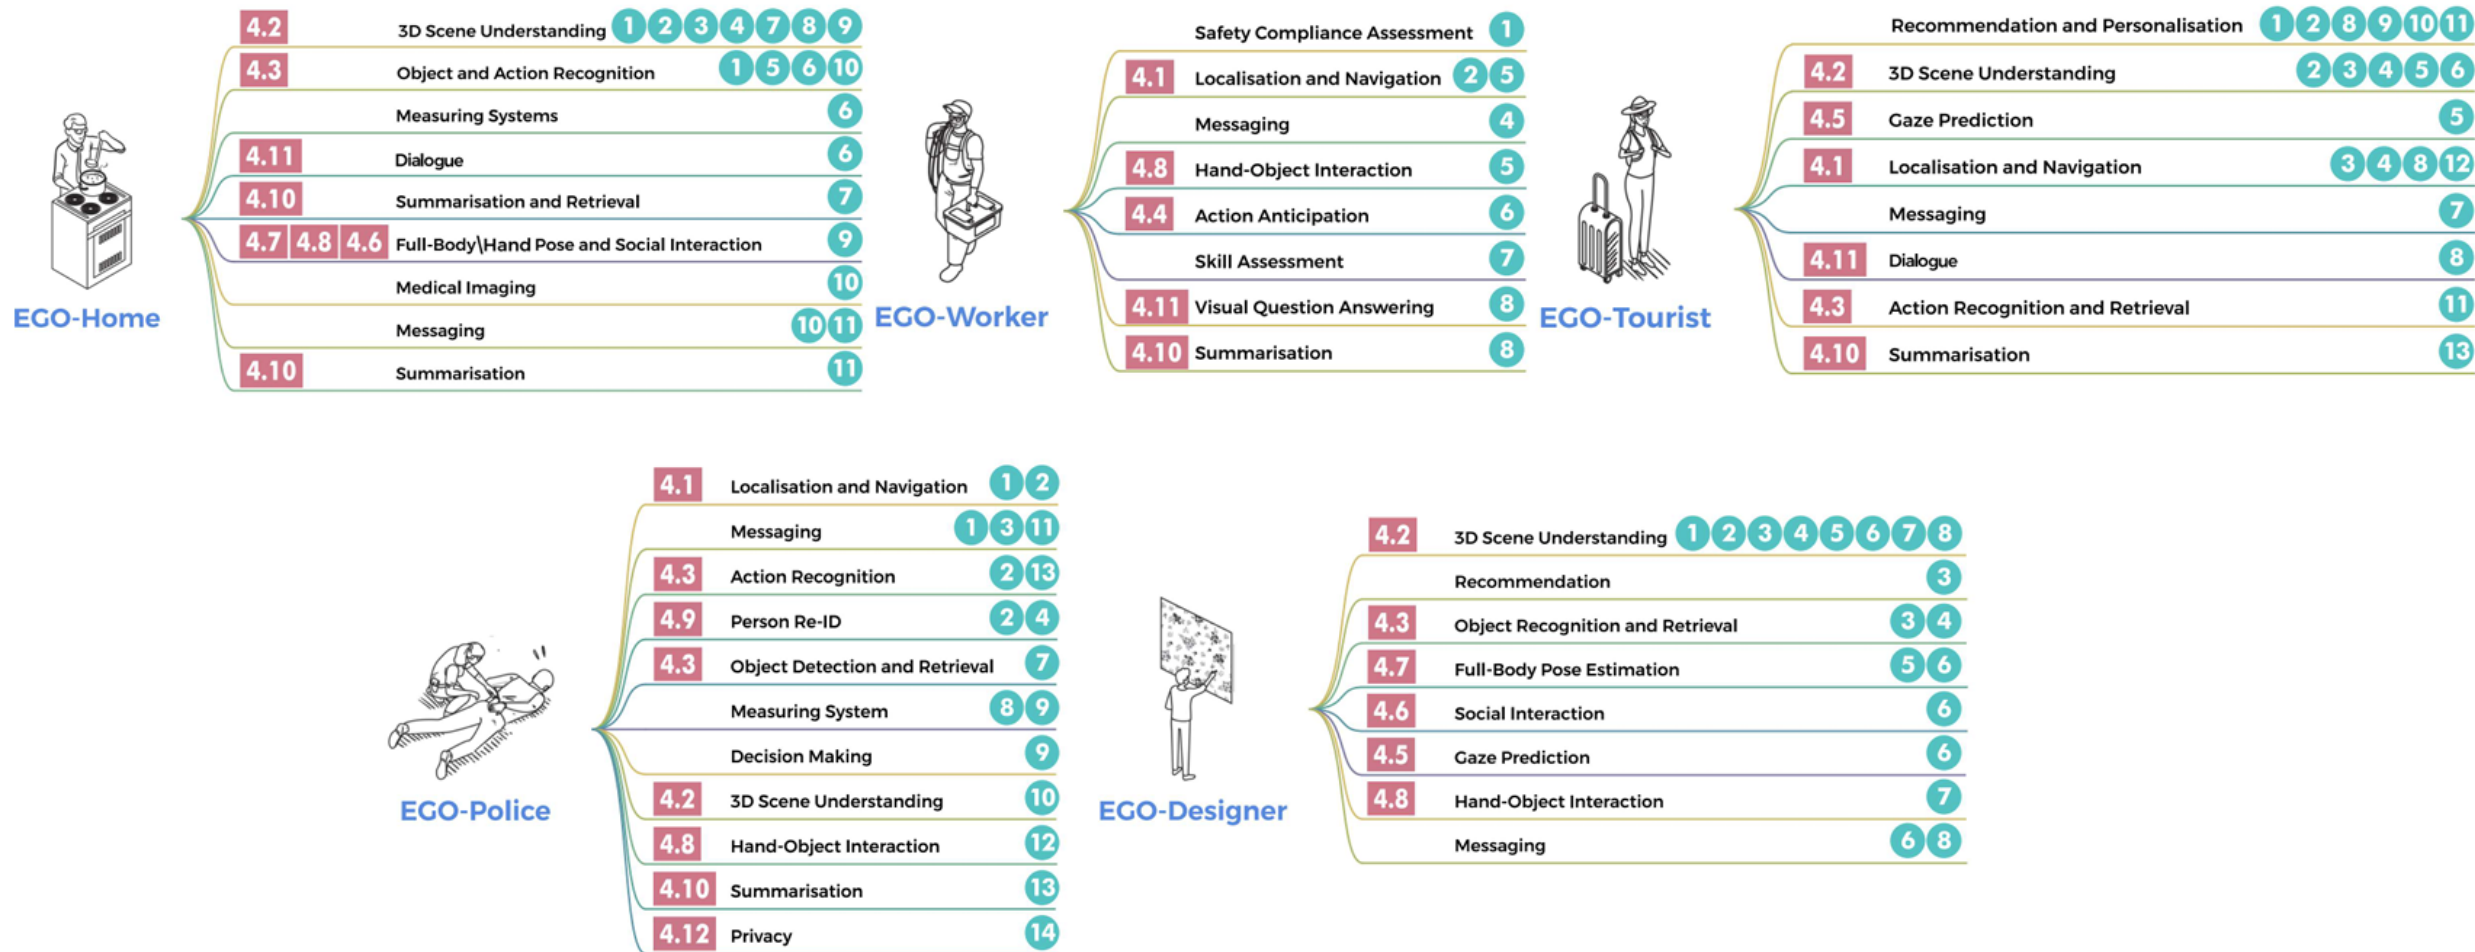 4.2 3D Scene Understanding 1 2 3 4 7 8 9
4.3 Object and Action Recognition 1 5 6 10
Measuring Systems 6
4.11 Dialogue 6
4.10 Summarisation and Retrieval 7
4.7 4.8 4.6 Full-Body\Hand Pose and Social Interaction 9
Medical Imaging 10
Messaging 10 11
4.10 Summarisation 11
EGO-Home
Safety Compliance Assessment 1
4.1 Localisation and Navigation 2 5
Messaging 4
4.8 Hand-Object Interaction 5
4.4 Action Anticipation 6
Skill Assessment 7
4.11 Visual Question Answering 8
4.10 Summarisation 8
EGO-Worker
Recommendation and Personalisation 1 2 8 9 10 11
4.2 3D Scene Understanding 2 3 4 5 6
4.5 Gaze Prediction 5
4.1 Localisation and Navigation 3 4 8 12
Messaging 7
4.11 Dialogue 8
4.3 Action Recognition and Retrieval 11
4.10 Summarisation 13
EGO-Tourist
4.1 Localisation and Navigation 1 2
Messaging 1 3 11
4.3 Action Recognition 2 13
4.9 Person Re-ID 2 4
4.3 Object Detection and Retrieval 7
Measuring System 8 9
Decision Making 9
4.2 3D Scene Understanding 10
4.8 Hand-Object Interaction 12
4.10 Summarisation 13
4.12 Privacy 14
EGO-Police
4.2 3D Scene Understanding 1 2 3 4 5 6 7 8
Recommendation 3
4.3 Object Recognition and Retrieval 3 4
4.7 Full-Body Pose Estimation 5 6
4.6 Social Interaction 6
4.5 Gaze Prediction 6
4.8 Hand-Object Interaction 7
Messaging 6 8
EGO-Designer